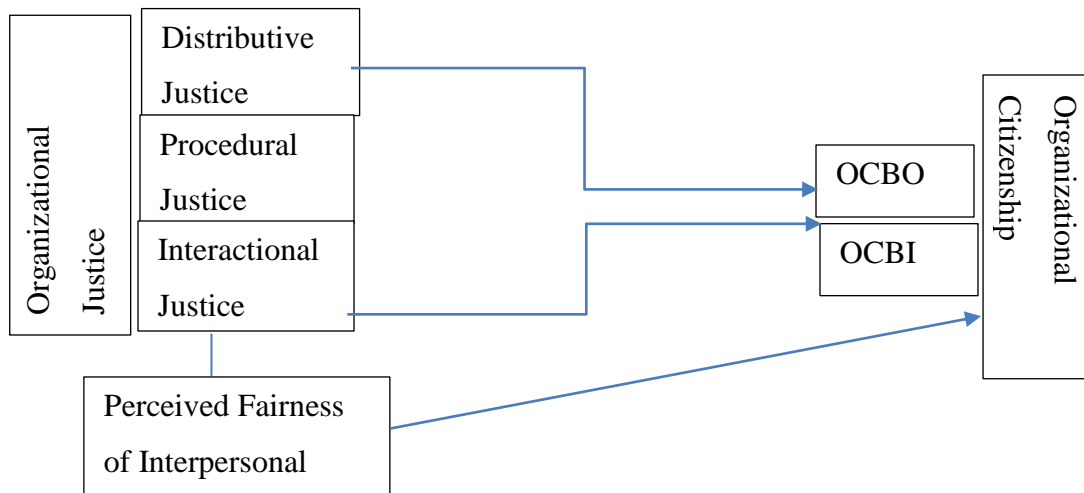 Organizational
Justice
Distributive
Justice
Procedural
Justice
Interactional
Justice
Perceived Fairness
of Interpersonal
OCBO
OCBI
Organizational
Citizenship